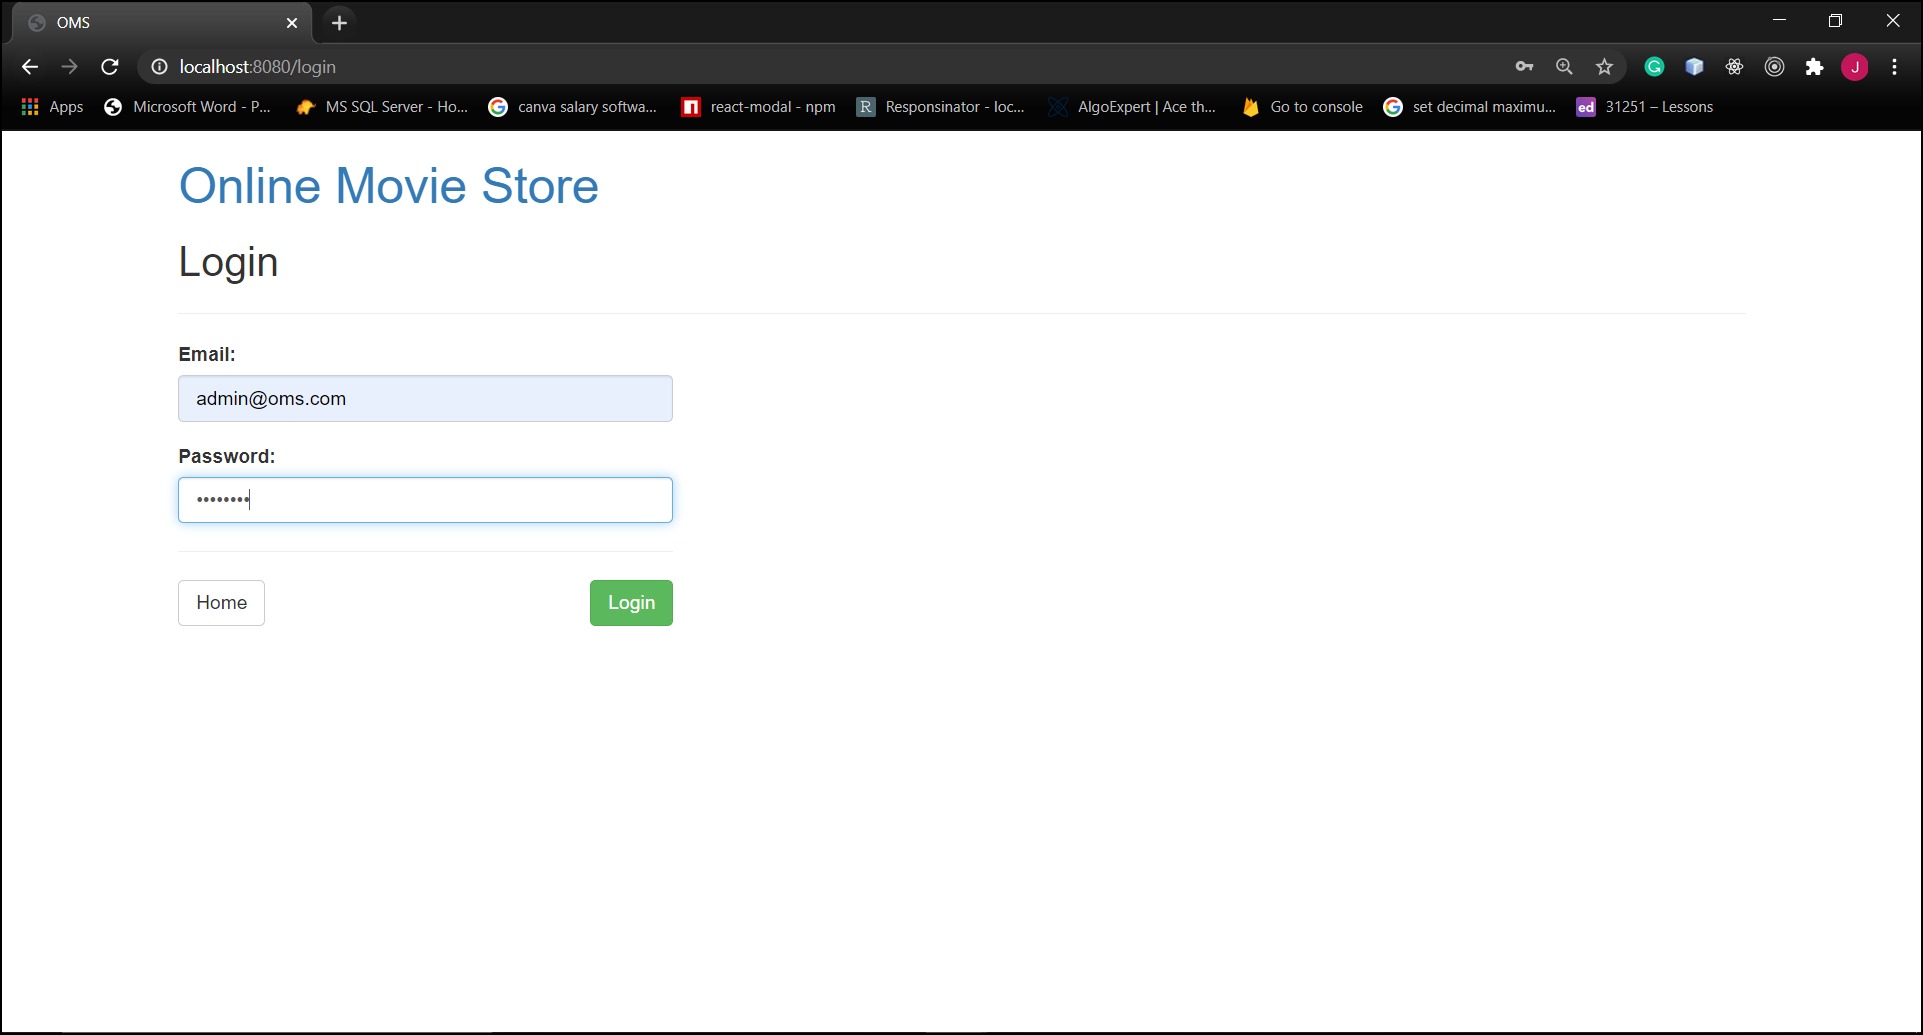 OMS
localhost:8080/login
Apps Microsoft Word - P... MS SQL Server - Ho... canva salary softwa... react-modal - npm R Responsinator - loc... AlgoExpert | Ace th... Go to console set decimal maximu... ed 31251 – Lessons
J
Online Movie Store
Login
Email:
admin@oms.com
Password:
••••••••
Home Login